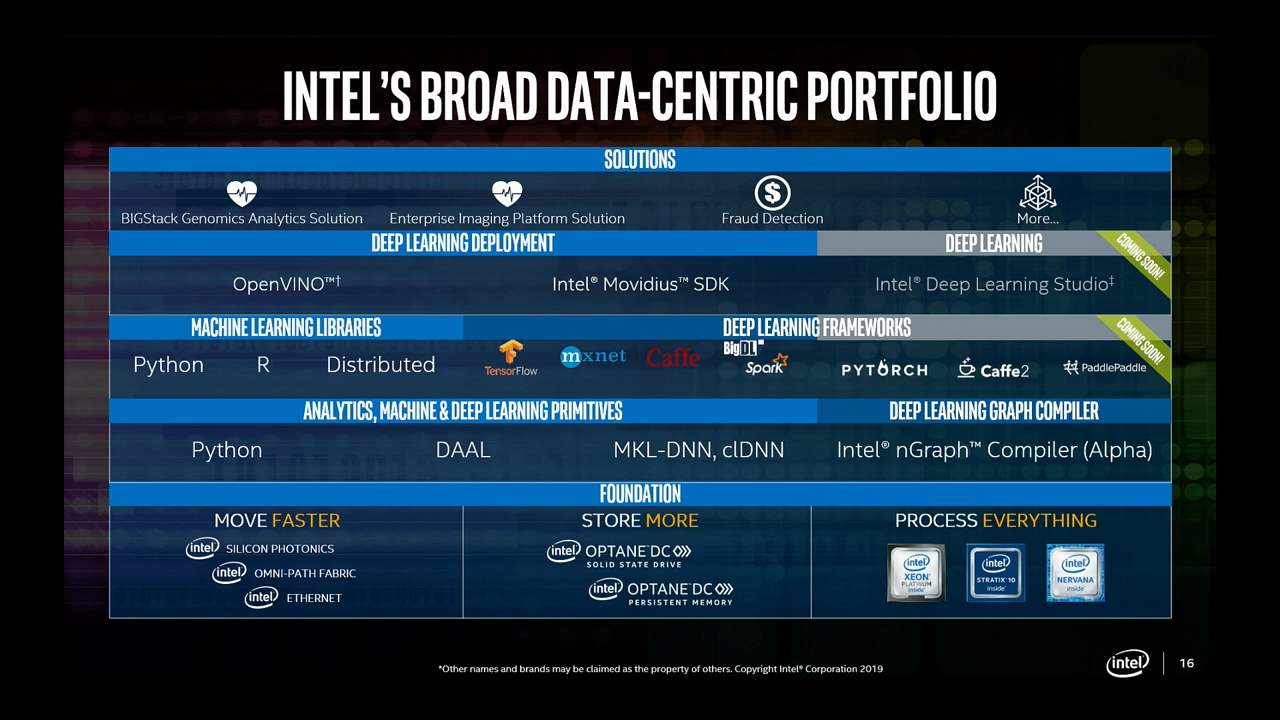 INTEL'S BROAD DATA-CENTRIC PORTFOLIO
SOLUTIONS
BIGStack Genomics Analytics Solution
Enterprise Imaging Platform Solution
Fraud Detection
More...
DEEP LEARNING DEPLOYMENT
DEEP LEARNING
COMING SOON!
OpenVINO™†
Intel® Movidius™ SDK
Intel® Deep Learning Studio‡
MACHINE LEARNING LIBRARIES
DEEP LEARNING FRAMEWORKS
COMING SOON!
Python
R
Distributed
TensorFlow
mxnet
Caffe
BigDL
Spark
PYTORCH
Caffe2
PaddlePaddle
ANALYTICS, MACHINE & DEEP LEARNING PRIMITIVES
DEEP LEARNING GRAPH COMPILER
Python
DAAL
MKL-DNN, clDNN
Intel® nGraph™ Compiler (Alpha)
FOUNDATION
MOVE FASTER
intel SILICON PHOTONICS
intel OMNI-PATH FABRIC
intel ETHERNET
STORE MORE
intel OPTANE DC
SOLID STATE DRIVE
intel OPTANE DC
PERSISTENT MEMORY
PROCESS EVERYTHING
intel
XEON®
PLATINUM
inside™
intel
STRATIX® 10
inside™
intel
NERVANA
inside™
*Other names and brands may be claimed as the property of others. Copyright Intel® Corporation 2019
intel
16